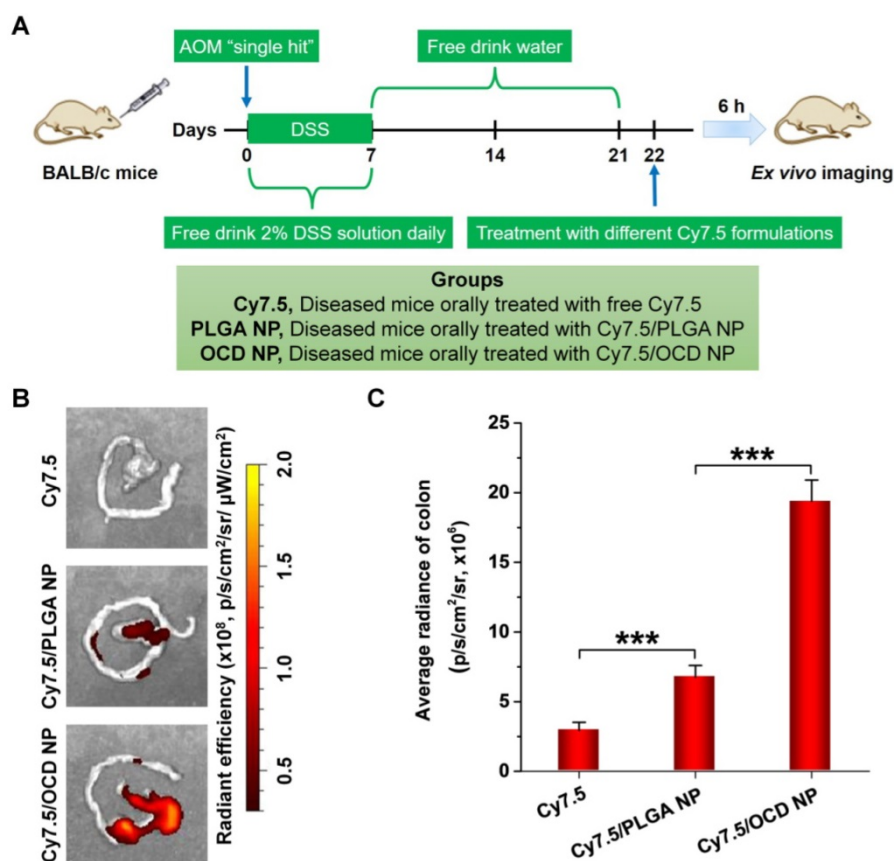 A
AOM “single hit”
Free drink water
6 h
Days
DSS
0
7
14
21
22
BALB/c mice
Ex vivo imaging
Free drink 2% DSS solution daily
Treatment with different Cy7.5 formulations
Groups
Cy7.5, Diseased mice orally treated with free Cy7.5
PLGA NP, Diseased mice orally treated with Cy7.5/PLGA NP
OCD NP, Diseased mice orally treated with Cy7.5/OCD NP
B
Cy7.5
Cy7.5/PLGA NP
Cy7.5/OCD NP
Radiant efficiency (x10⁸, p/s/cm²/sr/ μW/cm²)
2.0
1.5
1.0
0.5
C
Average radiance of colon
(p/s/cm²/sr, x10⁶)
25
20
15
10
5
0
***
***
Cy7.5
Cy7.5/PLGA NP
Cy7.5/OCD NP